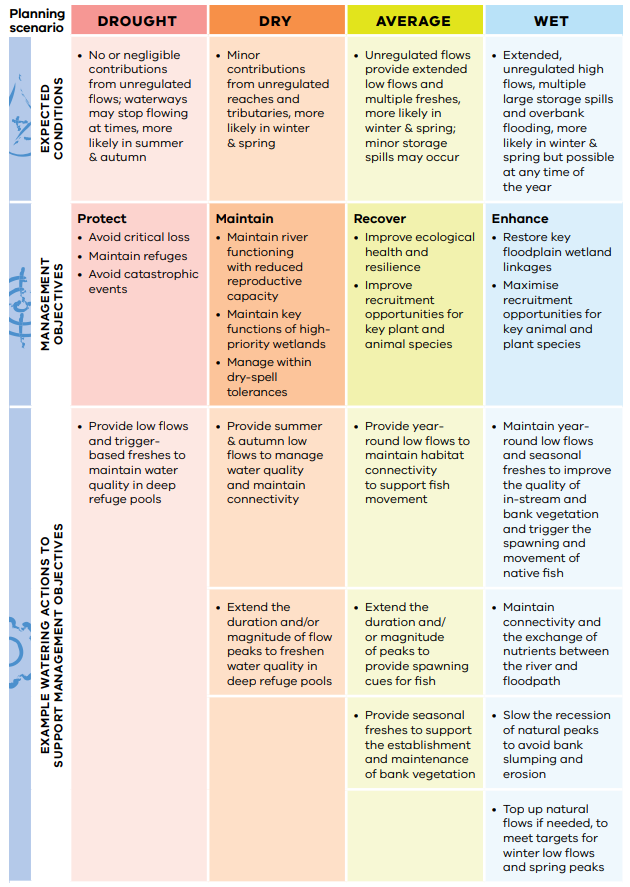 Planning
scenario
DROUGHT
DRY
AVERAGE
WET
EXPECTED
CONDITIONS
• No or negligible
contributions
from unregulated
flows; waterways
may stop flowing
at times, more
likely in summer
& autumn
• Minor
contributions
from unregulated
reaches and
tributaries, more
likely in winter
& spring
• Unregulated flows
provide extended
low flows and
multiple freshes,
more likely in
winter & spring;
minor storage
spills may occur
• Extended,
unregulated high
flows, multiple
large storage spills
and overbank
flooding, more
likely in winter &
spring but possible
at any time of
the year
MANAGEMENT
OBJECTIVES
Protect
• Avoid critical loss
• Maintain refuges
• Avoid catastrophic
events
Maintain
• Maintain river
functioning
with reduced
reproductive
capacity
• Maintain key
functions of high-
priority wetlands
• Manage within
dry-spell
tolerances
Recover
• Improve ecological
health and
resilience
• Improve
recruitment
opportunities for
key plant and
animal species
Enhance
• Restore key
floodplain wetland
linkages
• Maximise
recruitment
opportunities for
key animal and
plant species
EXAMPLE WATERING ACTIONS TO
SUPPORT MANAGEMENT OBJECTIVES
• Provide low flows
and trigger-
based freshes to
maintain water
quality in deep
refuge pools
• Provide summer
& autumn low
flows to manage
water quality
and maintain
connectivity
• Provide year-
round low flows to
maintain habitat
connectivity
to support fish
movement
• Maintain year-
round low flows
and seasonal
freshes to improve
the quality of
in-stream and
bank vegetation
and trigger the
spawning and
movement of
native fish
• Extend the
duration and/or
magnitude of flow
peaks to freshen
water quality in
deep refuge pools
• Extend the
duration and/
or magnitude
of peaks to
provide spawning
cues for fish
• Maintain
connectivity and
the exchange of
nutrients between
the river and
floodpath
• Provide seasonal
freshes to support
the establishment
and maintenance
of bank vegetation
• Slow the recession
of natural peaks
to avoid bank
slumping and
erosion
• Top up natural
flows if needed, to
meet targets for
winter low flows
and spring peaks